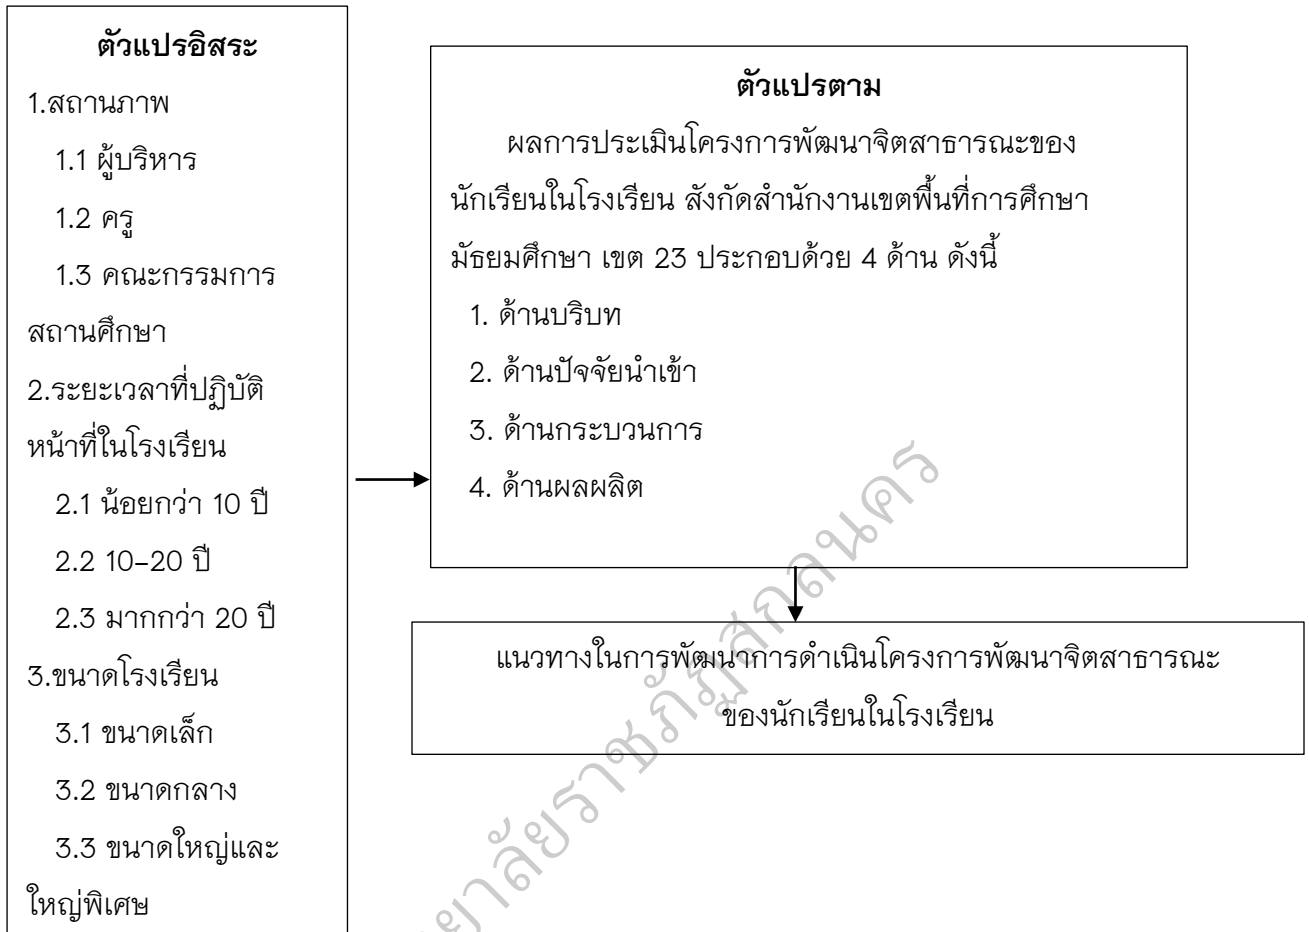 ตัวแปรอิสระ
1.สถานภาพ
1.1 ผู้บริหาร
1.2 ครู
1.3 คณะกรรมการ
สถานศึกษา
2.ระยะเวลาที่ปฏิบัติ
หน้าที่ในโรงเรียน
2.1 น้อยกว่า 10 ปี
2.2 10–20 ปี
2.3 มากกว่า 20 ปี
3.ขนาดโรงเรียน
3.1 ขนาดเล็ก
3.2 ขนาดกลาง
3.3 ขนาดใหญ่และ
ใหญ่พิเศษ
ตัวแปรตาม
ผลการประเมินโครงการพัฒนาจิตสาธารณะของ
นักเรียนในโรงเรียน สังกัดสำนักงานเขตพื้นที่การศึกษา
มัธยมศึกษา เขต 23 ประกอบด้วย 4 ด้าน ดังนี้
1. ด้านบริบท
2. ด้านปัจจัยนำเข้า
3. ด้านกระบวนการ
4. ด้านผลผลิต
แนวทางในการพัฒนาการดำเนินโครงการพัฒนาจิตสาธารณะ
ของนักเรียนในโรงเรียน
ยาลัยราชภัฏสกลนคร